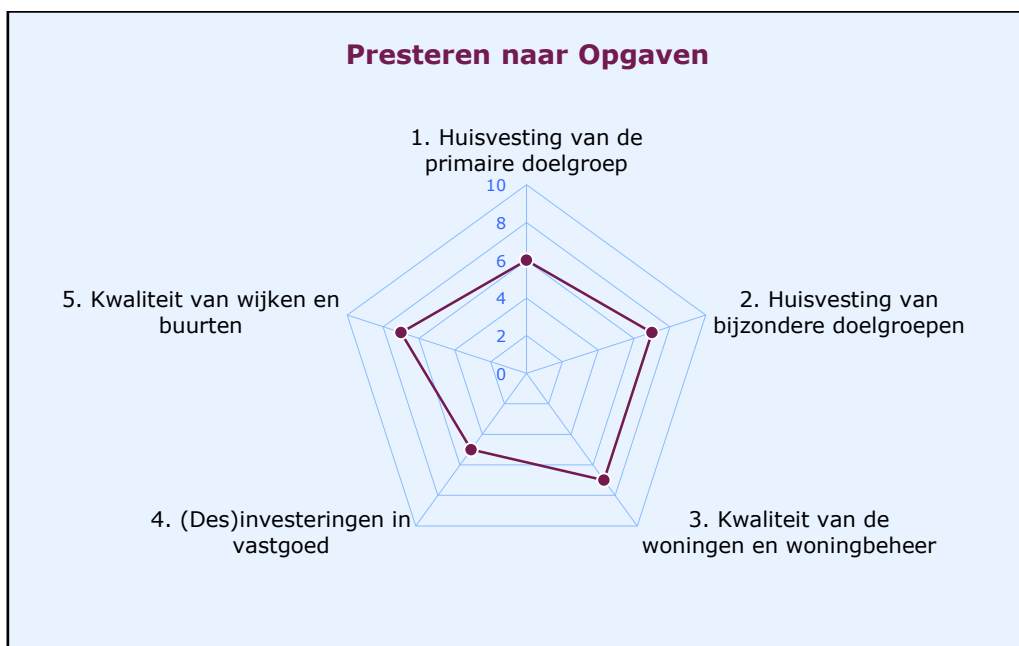 Presteren naar Opgaven
1. Huisvesting van de
primaire doelgroep
10
8
6
4
2
0
2. Huisvesting van
bijzondere doelgroepen
3. Kwaliteit van de
woningen en woningbeheer
4. (Des)investeringen in
vastgoed
5. Kwaliteit van wijken en
buurten